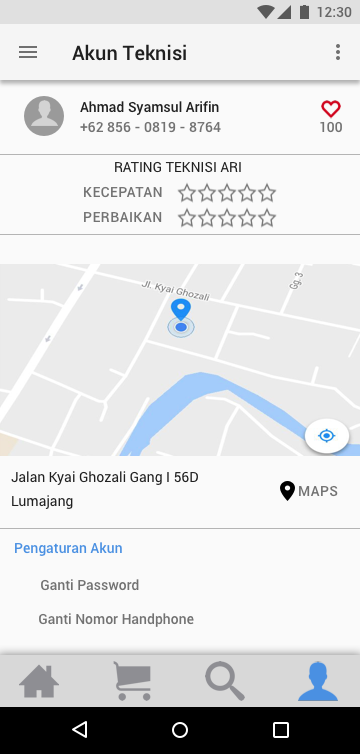 12:30
Akun Teknisi
Ahmad Syamsul Arifin
+62 856 - 0819 - 8764
100
RATING TEKNISI ARI
KECEPATAN
PERBAIKAN
Jl. Kyai Ghozali
Gg. 3
Jalan Kyai Ghozali Gang I 56D
Lumajang
MAPS
Pengaturan Akun
Ganti Password
Ganti Nomor Handphone